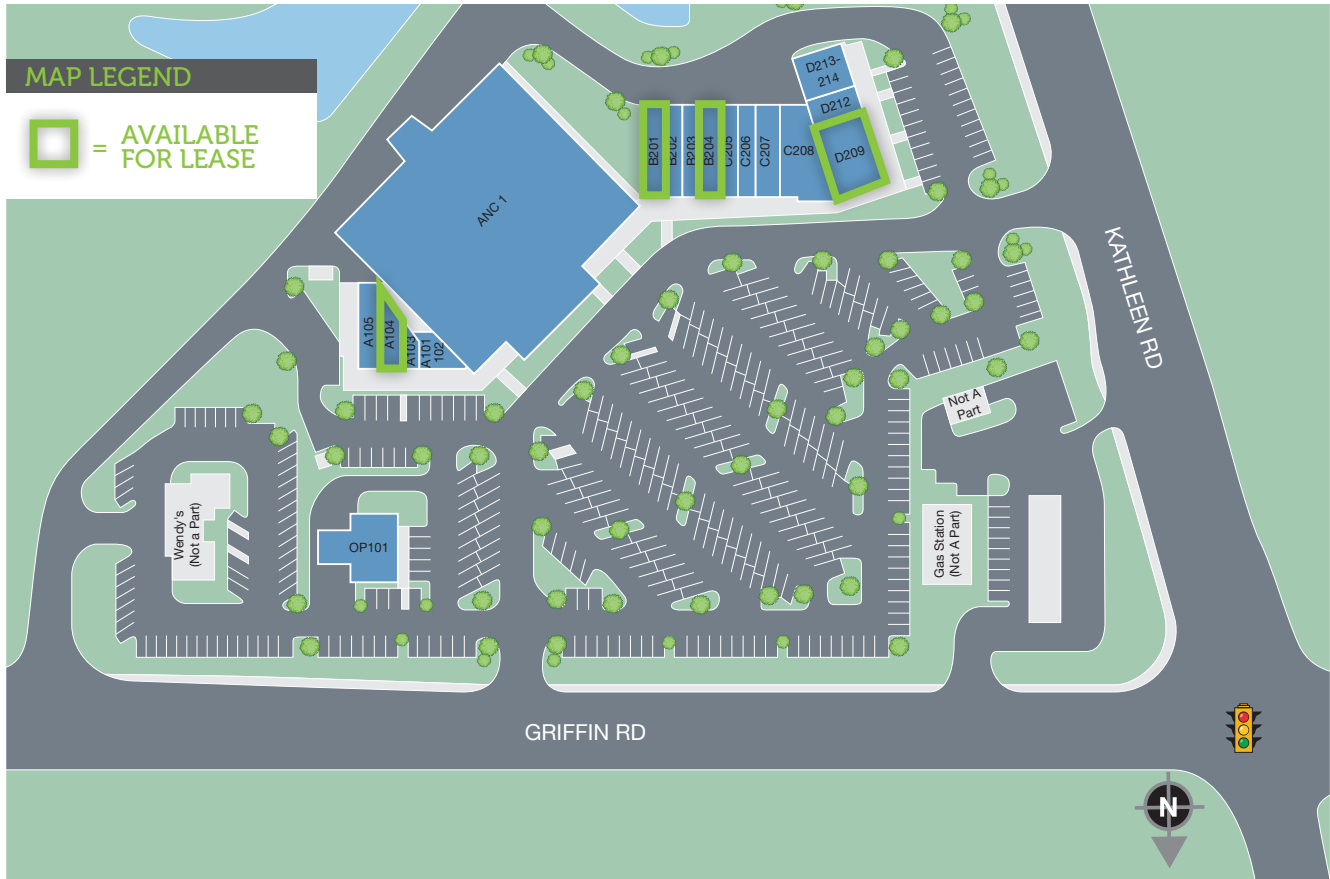 MAP LEGEND
= AVAILABLE
FOR LEASE
D213-
214
D212
D209
B201
B202
B203
B204
C205
C206
C207
C208
ANC 1
A105
A104
A103
A101
102
KATHLEEN RD
Not A
Part
Wendy's
(Not a Part)
OP101
Gas Station
(Not A Part)
GRIFFIN RD
N